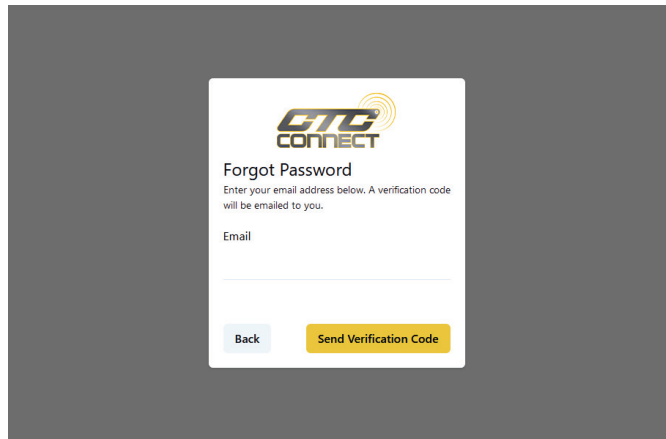 CTC
CONNECT
Forgot Password
Enter your email address below. A verification code
will be emailed to you.
Email
Back
Send Verification Code